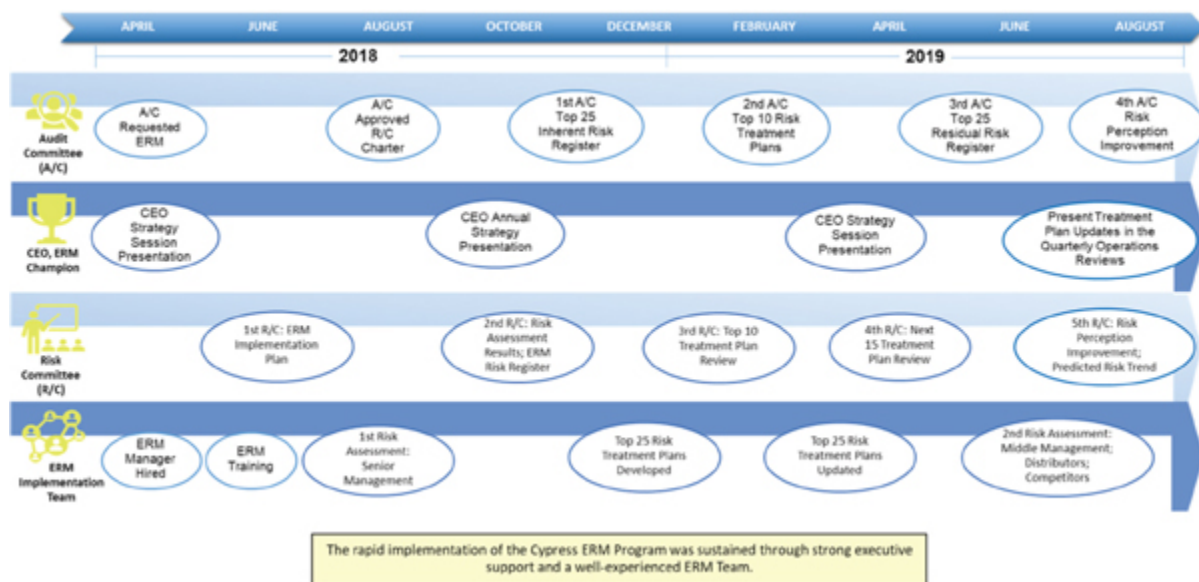 APRIL JUNE AUGUST OCTOBER DECEMBER FEBRUARY APRIL JUNE AUGUST
2018 2019
Audit
Committee
(A/C)
A/C
Requested
ERM
A/C
Approved
R/C
Charter
1st A/C
Top 25
Inherent Risk
Register
2nd A/C
Top 10 Risk
Treatment
Plans
3rd A/C
Top 25
Residual Risk
Register
4th A/C
Risk
Perception
Improvement
CEO, ERM
Champion
CEO
Strategy
Session
Presentation
CEO Annual
Strategy
Presentation
CEO Strategy
Session
Presentation
Present Treatment
Plan Updates in the
Quarterly Operations
Reviews
Risk
Committee
(R/C)
1st R/C: ERM
Implementation
Plan
2nd R/C: Risk
Assessment
Results; ERM
Risk Register
3rd R/C: Top 10
Treatment Plan
Review
4th R/C: Next
15 Treatment
Plan Review
5th R/C: Risk
Perception
Improvement;
Predicted Risk Trend
ERM
Implementation
Team
ERM
Manager
Hired
ERM
Training
1st Risk
Assessment:
Senior
Management
Top 25 Risk
Treatment Plans
Developed
Top 25 Risk
Treatment Plans
Updated
2nd Risk Assessment:
Middle Management;
Distributors;
Competitors
The rapid implementation of the Cypress ERM Program was sustained through strong executive
support and a well-experienced ERM Team.